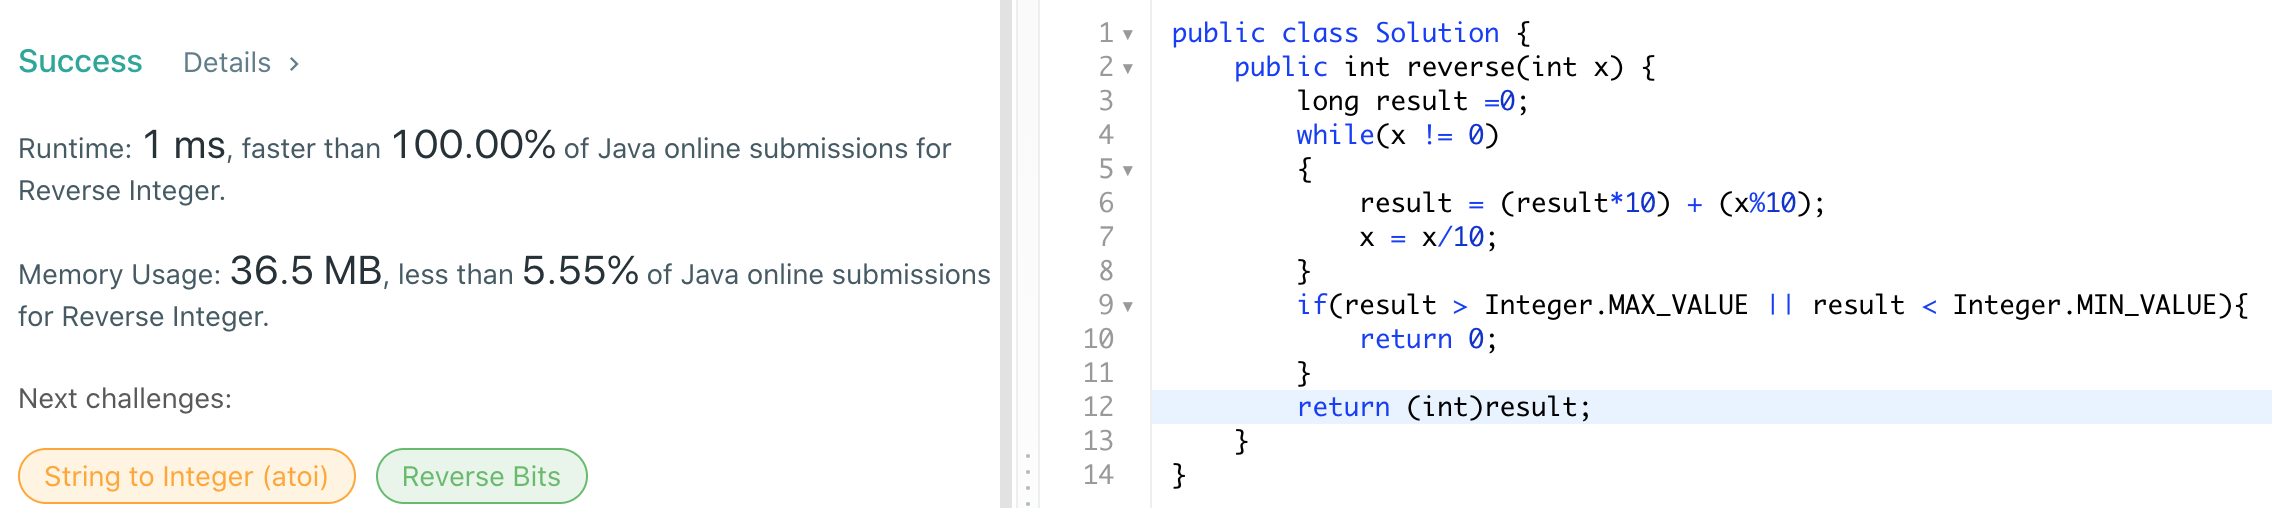 Success Details >
Runtime: 1 ms, faster than 100.00% of Java online submissions for
Reverse Integer.
Memory Usage: 36.5 MB, less than 5.55% of Java online submissions
for Reverse Integer.
Next challenges:
String to Integer (atoi) Reverse Bits
1 public class Solution {
2     public int reverse(int x) {
3         long result =0;
4         while(x != 0)
5         {
6             result = (result*10) + (x%10);
7             x = x/10;
8         }
9         if(result > Integer.MAX_VALUE || result < Integer.MIN_VALUE){
10             return 0;
11         }
12         return (int)result;
13     }
14 }